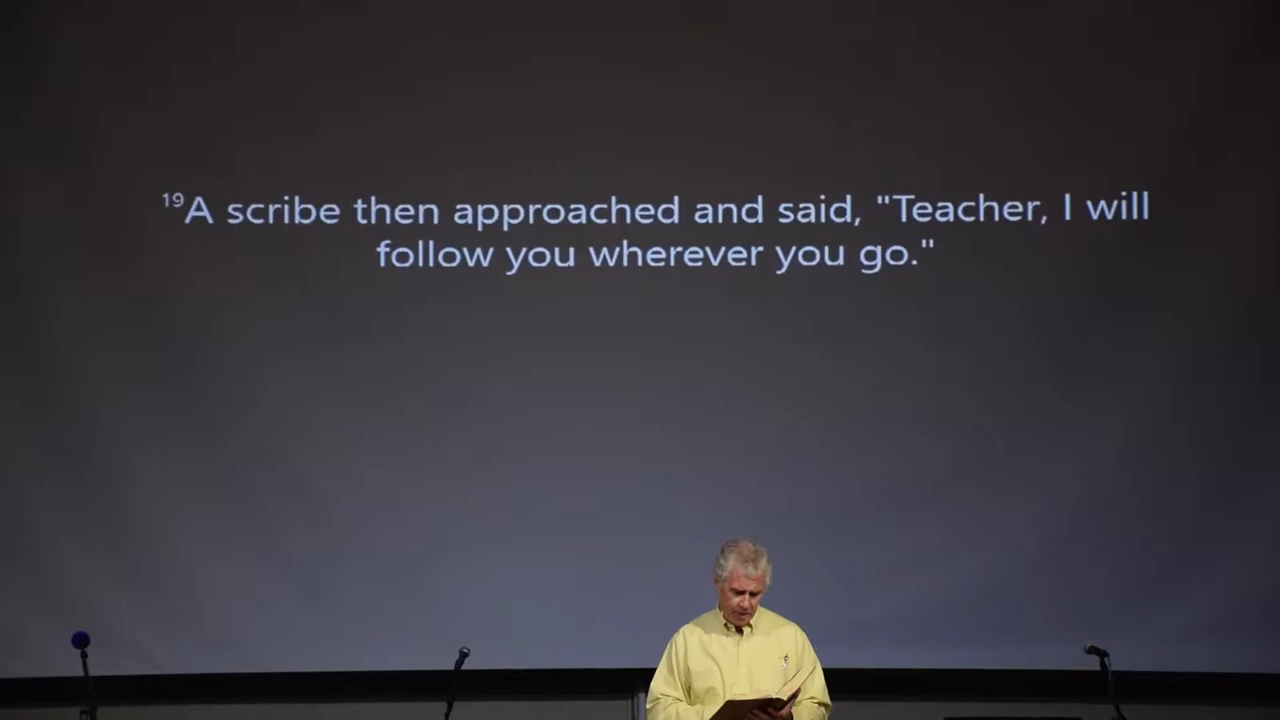 ¹⁹A scribe then approached and said, "Teacher, I will
follow you wherever you go."